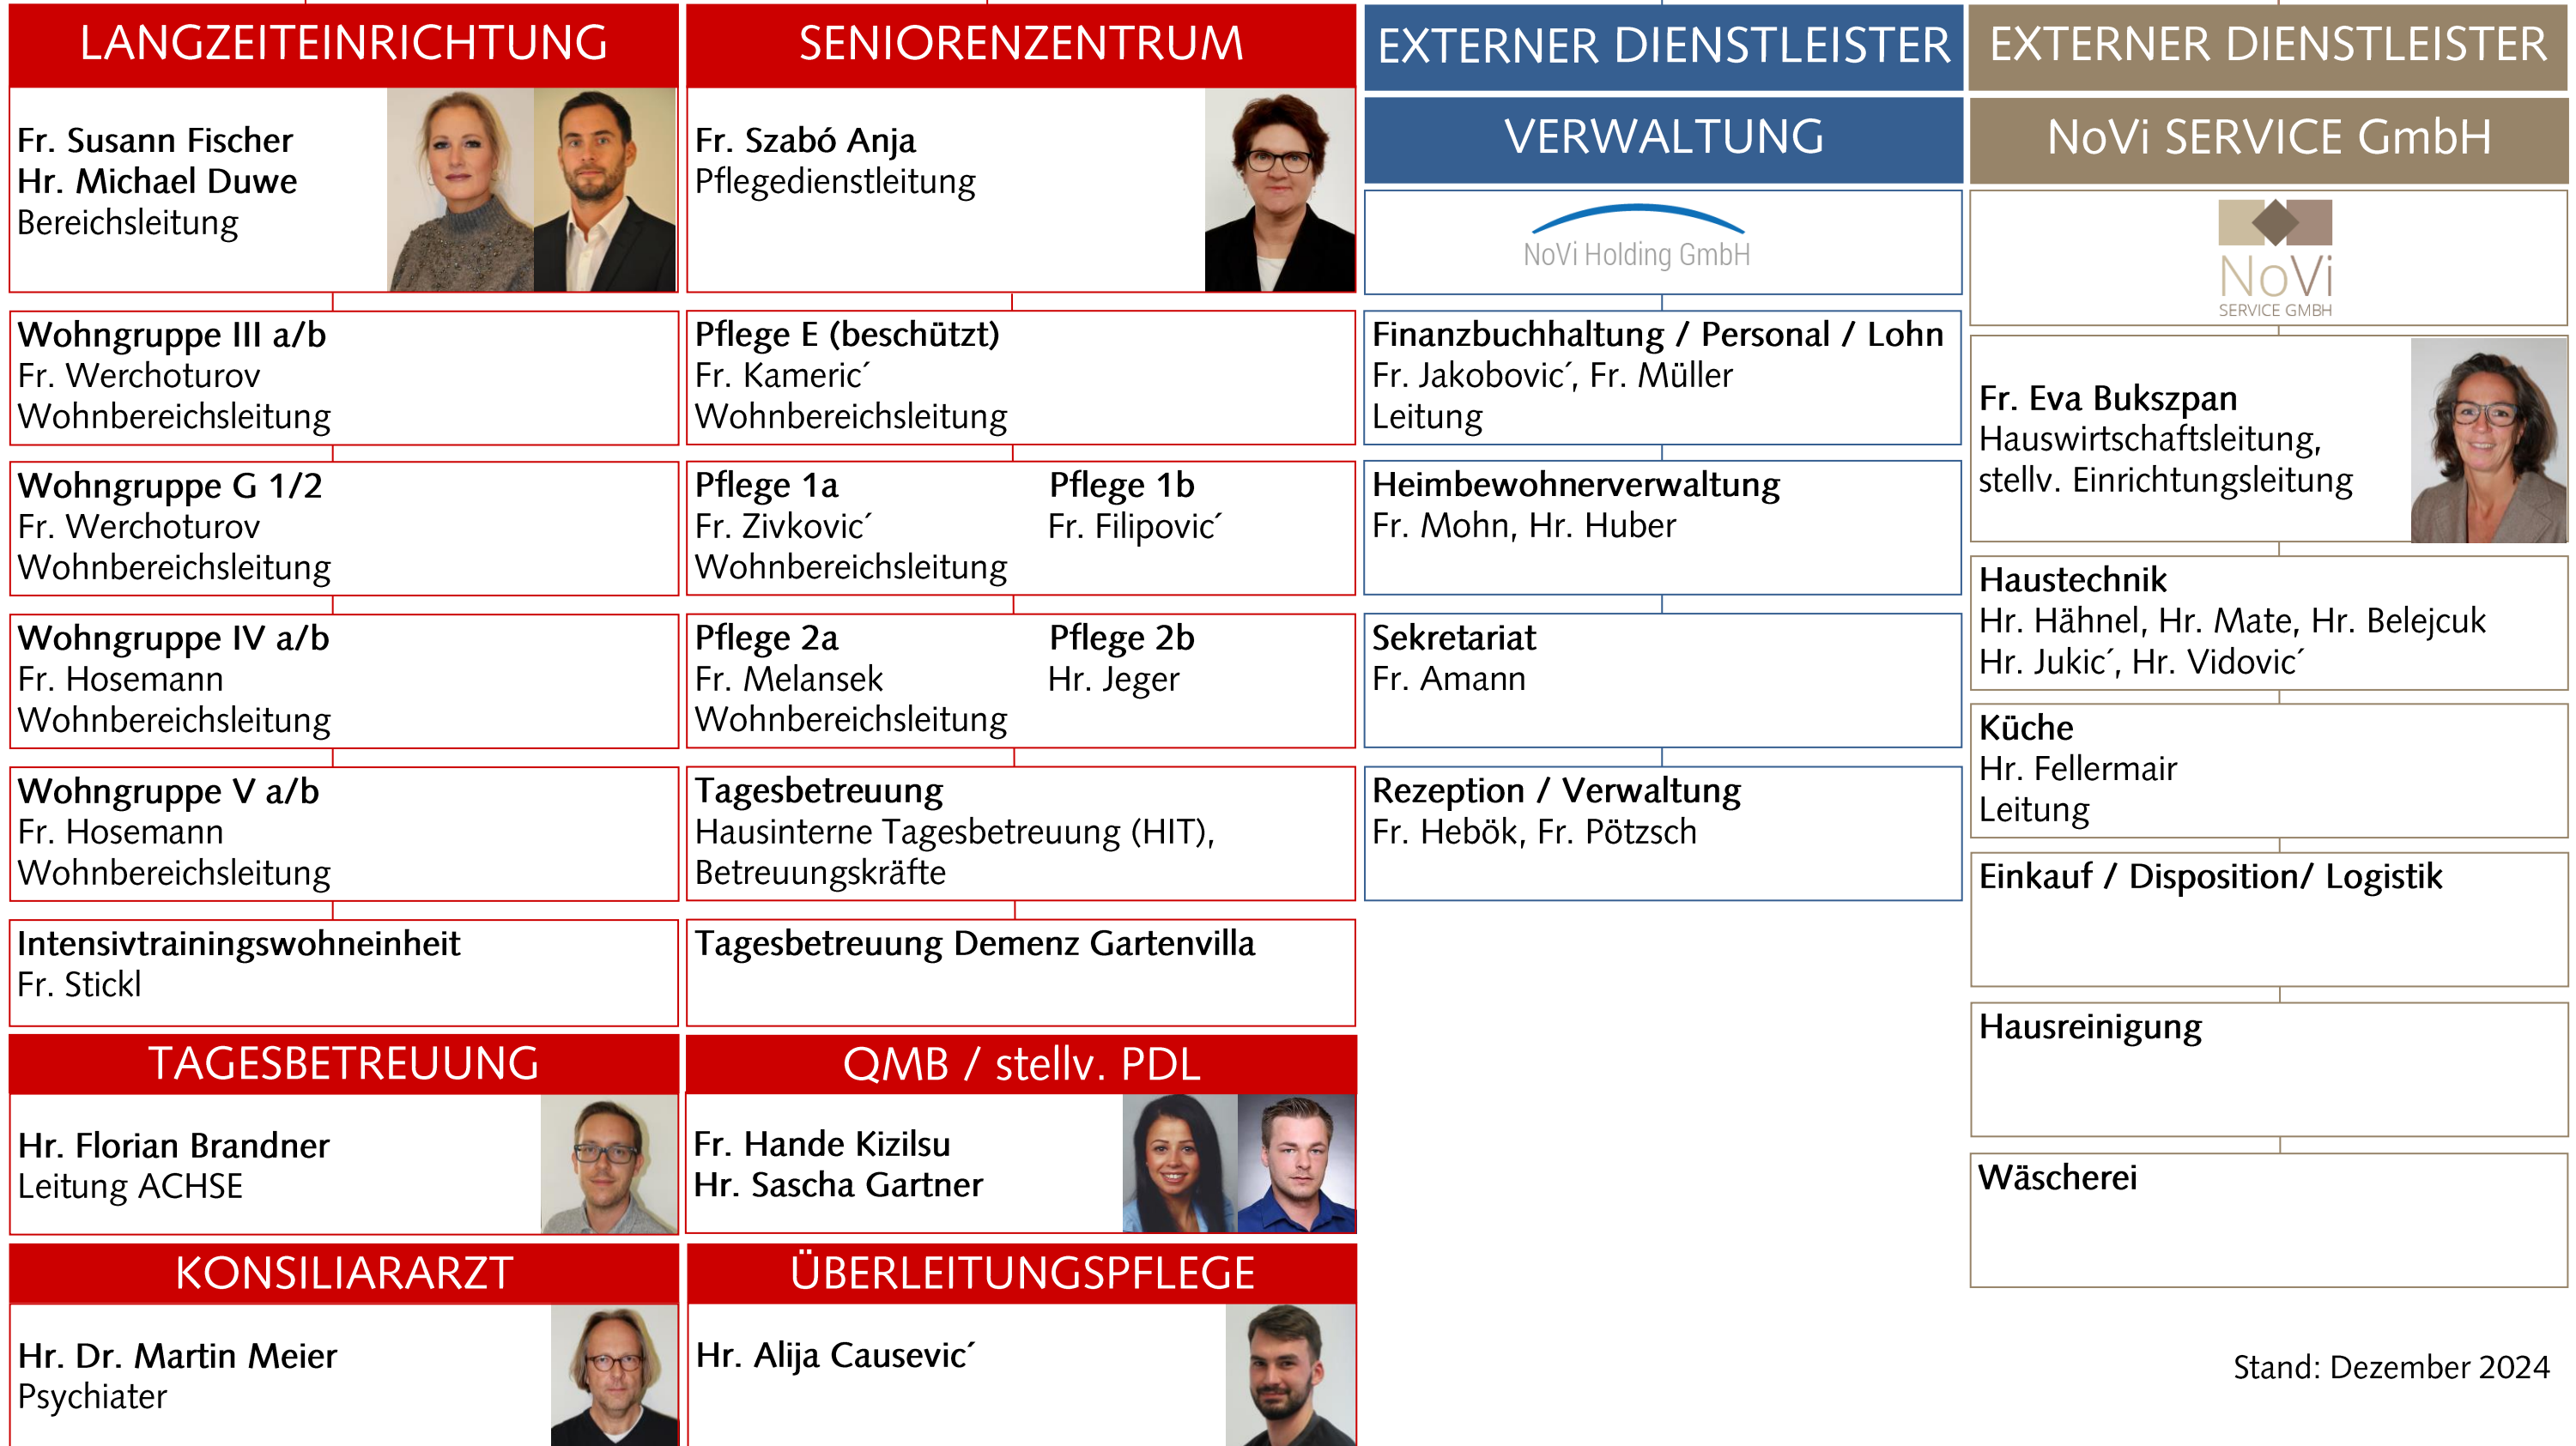 LANGZEITEINRICHTUNG
Fr. Susann Fischer
Hr. Michael Duwe
Bereichsleitung
Wohngruppe III a/b
Fr. Werchoturov
Wohnbereichsleitung
Wohngruppe G 1/2
Fr. Werchoturov
Wohnbereichsleitung
Wohngruppe IV a/b
Fr. Hosemann
Wohnbereichsleitung
Wohngruppe V a/b
Fr. Hosemann
Wohnbereichsleitung
Intensivtrainingswohneinheit
Fr. Stickl
TAGESBETREUUNG
Hr. Florian Brandner
Leitung ACHSE
KONSILIARARZT
Hr. Dr. Martin Meier
Psychiater
SENIORENZENTRUM
Fr. Szabó Anja
Pflegedienstleitung
Pflege E (beschützt)
Fr. Kameric´
Wohnbereichsleitung
Pflege 1a Pflege 1b
Fr. Zivkovic´ Fr. Filipovic´
Wohnbereichsleitung
Pflege 2a Pflege 2b
Fr. Melansek Hr. Jeger
Wohnbereichsleitung
Tagesbetreuung
Hausinterne Tagesbetreuung (HIT),
Betreuungskräfte
Tagesbetreuung Demenz Gartenvilla
QMB / stellv. PDL
Fr. Hande Kizilsu
Hr. Sascha Gartner
ÜBERLEITUNGSPFLEGE
Hr. Alija Causevic´
EXTERNER DIENSTLEISTER
VERWALTUNG
NoVi Holding GmbH
Finanzbuchhaltung / Personal / Lohn
Fr. Jakobovic´, Fr. Müller
Leitung
Heimbewohnerverwaltung
Fr. Mohn, Hr. Huber
Sekretariat
Fr. Amann
Rezeption / Verwaltung
Fr. Hebök, Fr. Pötzsch
EXTERNER DIENSTLEISTER
NoVi SERVICE GmbH
NoVi
SERVICE GMBH
Fr. Eva Bukszpan
Hauswirtschaftsleitung,
stellv. Einrichtungsleitung
Haustechnik
Hr. Hähnel, Hr. Mate, Hr. Belejcuk
Hr. Jukic´, Hr. Vidovic´
Küche
Hr. Fellermair
Leitung
Einkauf / Disposition/ Logistik
Hausreinigung
Wäscherei
Stand: Dezember 2024